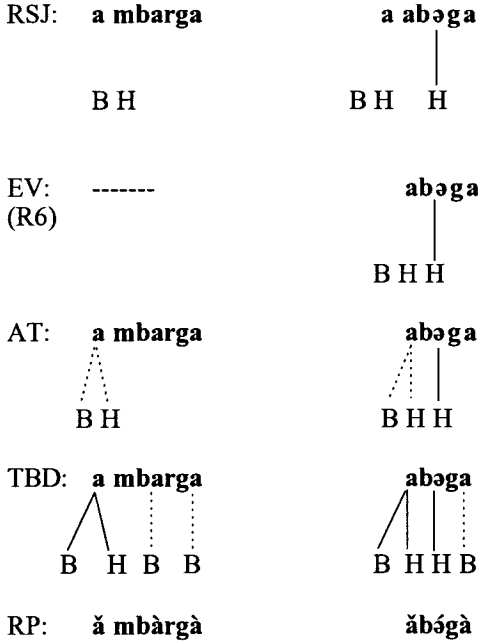 RSJ: a mbarga a abəga
B H B H H
EV: ------- abəga
(R6)
B H H
AT: a mbarga abəga
B H B H H
TBD: a mbarga abəga
B H B B B H H B
RP: ǎ mbàrgà ǎbə́gà